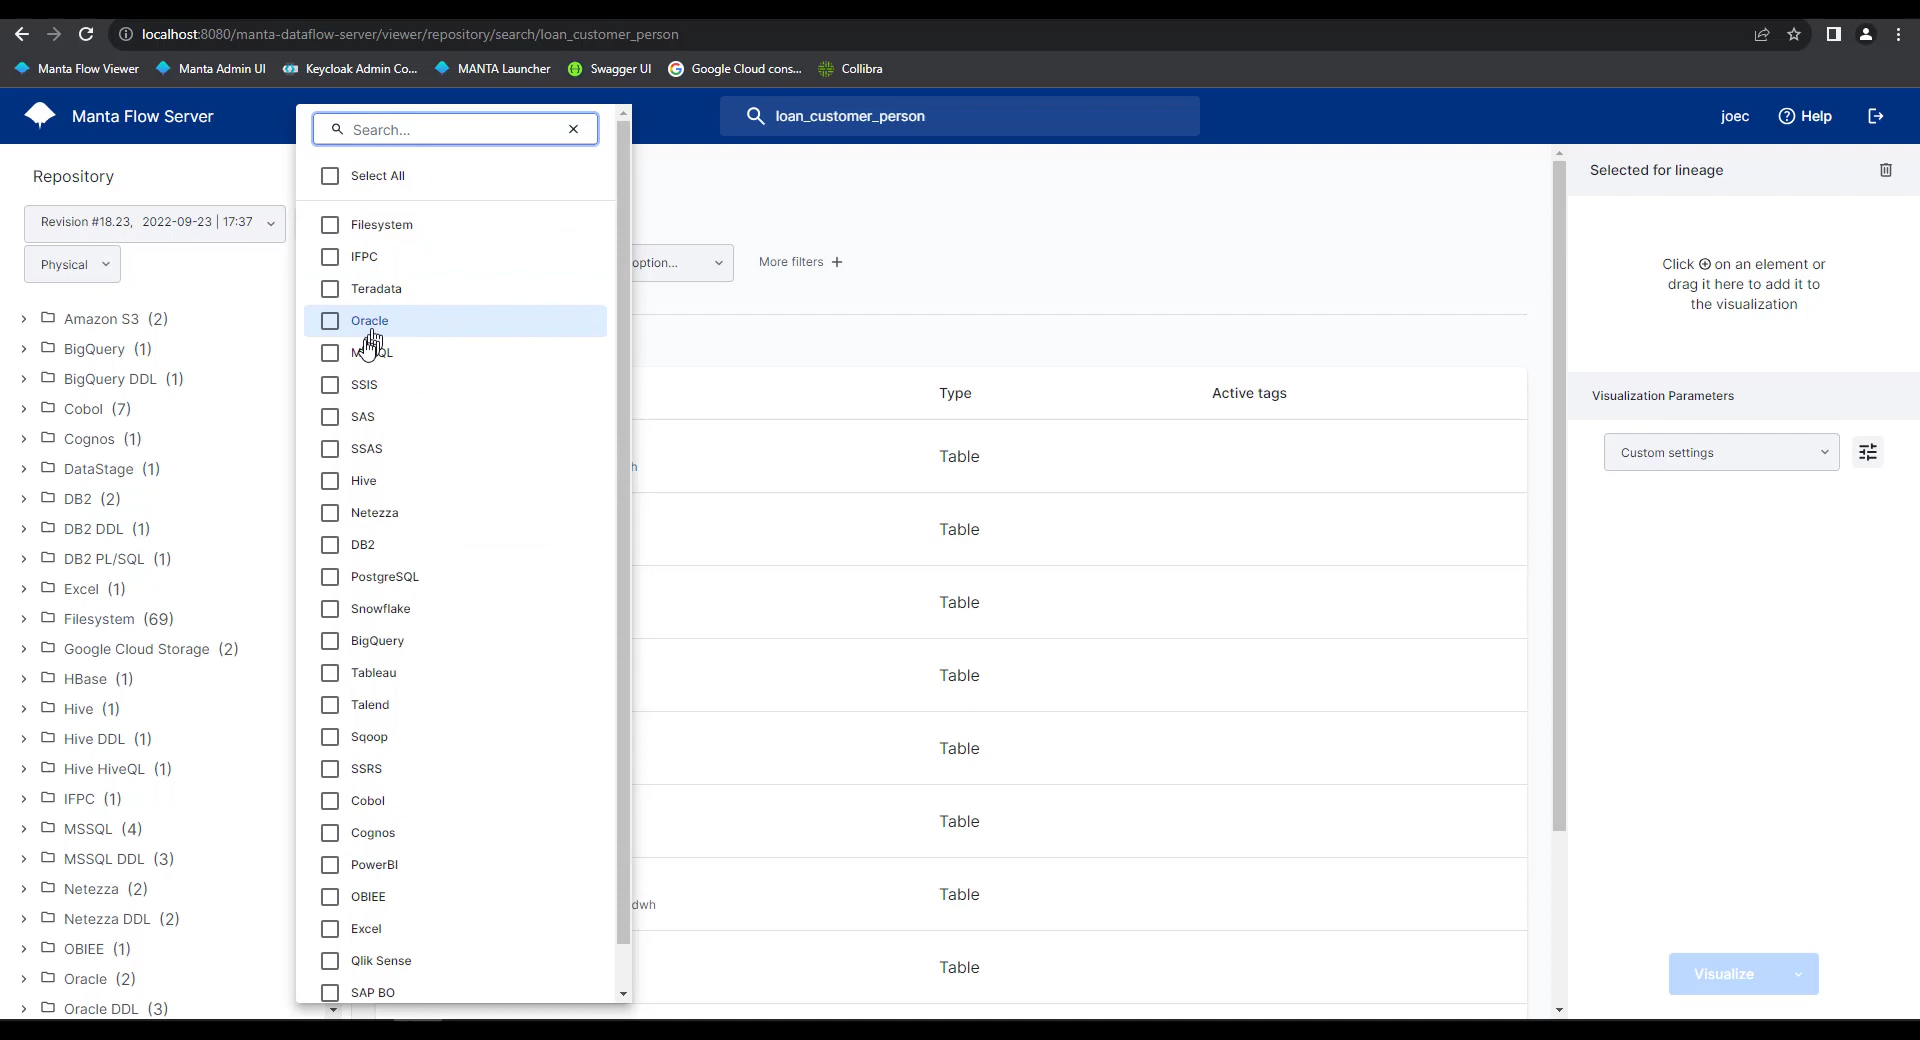 localhost:8080/manta-dataflow-server/viewer/repository/search/loan_customer_person
Manta Flow Viewer Manta Admin UI Keycloak Admin Co... MANTA Launcher Swagger UI Google Cloud cons... Collibra
Manta Flow Server
loan_customer_person
joec
Help
Repository
Revision #18.23, 2022-09-23 | 17:37
Physical
Amazon S3 (2)
BigQuery (1)
BigQuery DDL (1)
Cobol (7)
Cognos (1)
DataStage (1)
DB2 (2)
DB2 DDL (1)
DB2 PL/SQL (1)
Excel (1)
Filesystem (69)
Google Cloud Storage (2)
HBase (1)
Hive (1)
Hive DDL (1)
Hive HiveQL (1)
IFPC (1)
MSSQL (4)
MSSQL DDL (3)
Netezza (2)
Netezza DDL (2)
OBIEE (1)
Oracle (2)
Oracle DDL (3)
Search...
Select All
Filesystem
IFPC
Teradata
Oracle
SSIS
SAS
SSAS
Hive
Netezza
DB2
PostgreSQL
Snowflake
BigQuery
Tableau
Talend
Sqoop
SSRS
Cobol
Cognos
PowerBI
OBIEE
Excel
Qlik Sense
SAP BO
option...
More filters +
Type Active tags
Table
h
Table
Table
Table
Table
Table
Table
dwh
Table
Selected for lineage
Click ⊕ on an element or
drag it here to add it to
the visualization
Visualization Parameters
Custom settings
Visualize